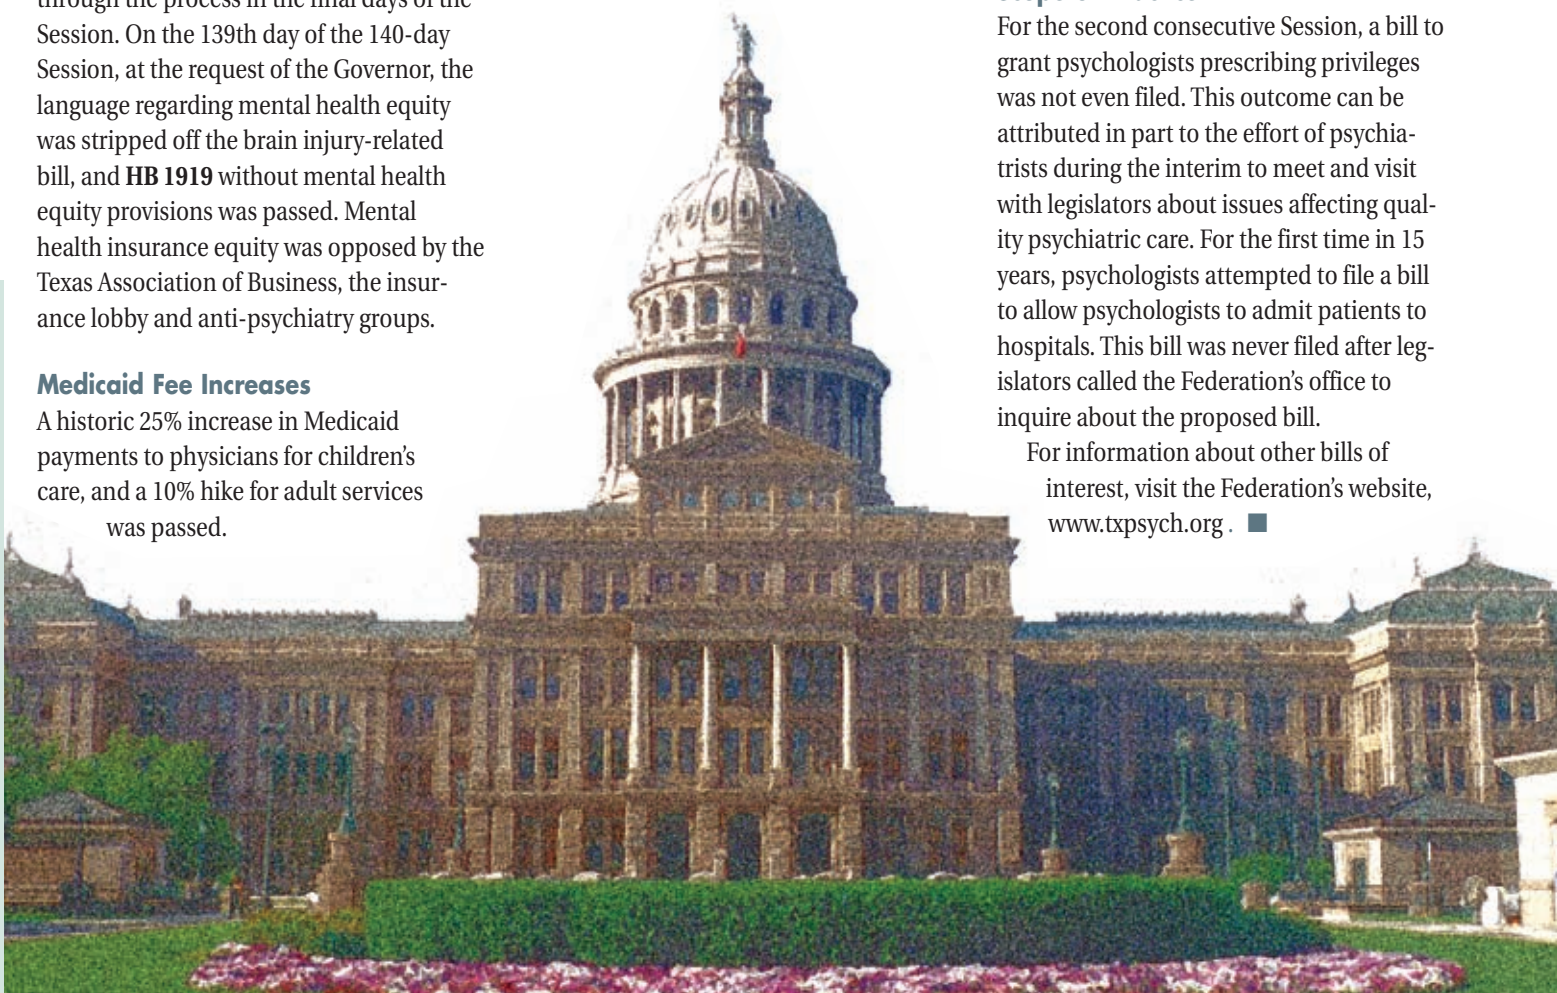 through the process in the final days of the
Session. On the 139th day of the 140-day
Session, at the request of the Governor, the
language regarding mental health equity
was stripped off the brain injury-related
bill, and HB 1919 without mental health
equity provisions was passed. Mental
health insurance equity was opposed by the
Texas Association of Business, the insur-
ance lobby and anti-psychiatry groups.
Medicaid Fee Increases
A historic 25% increase in Medicaid
payments to physicians for children’s
care, and a 10% hike for adult services
was passed.
For the second consecutive Session, a bill to
grant psychologists prescribing privileges
was not even filed. This outcome can be
attributed in part to the effort of psychia-
trists during the interim to meet and visit
with legislators about issues affecting qual-
ity psychiatric care. For the first time in 15
years, psychologists attempted to file a bill
to allow psychologists to admit patients to
hospitals. This bill was never filed after leg-
islators called the Federation’s office to
inquire about the proposed bill.
For information about other bills of
interest, visit the Federation’s website,
www.txpsych.org . ■